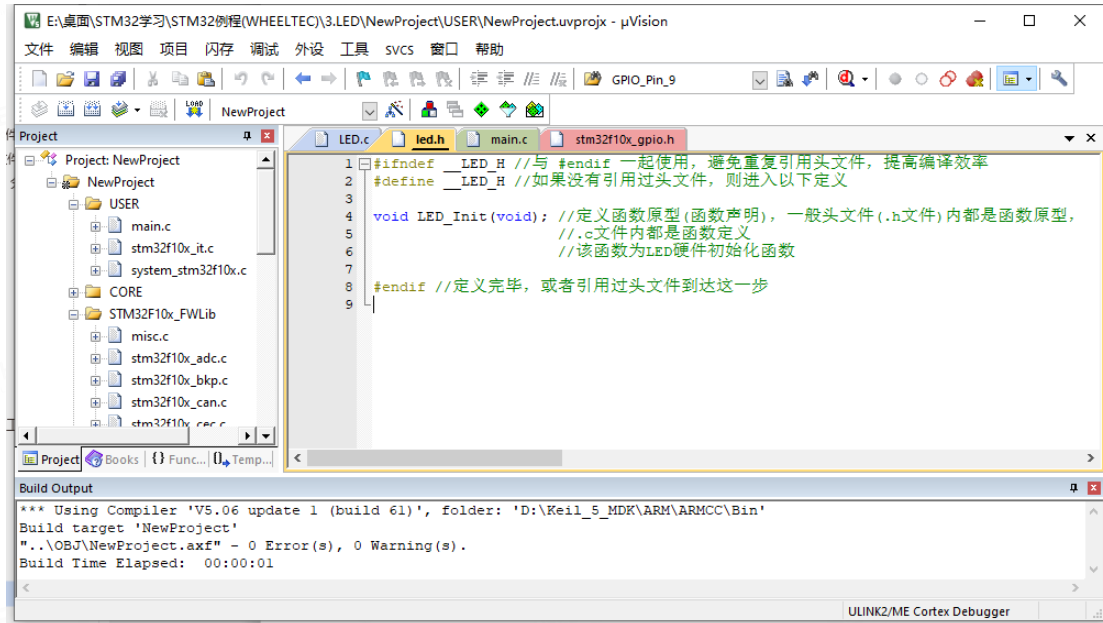 E:\桌面\STM32学习\STM32例程(WHEELTEC)\3.LED\NewProject\USER\NewProject.uvprojx - µVision
文件 编辑 视图 项目 闪存 调试 外设 工具 SVCS 窗口 帮助
GPIO_Pin_9
LOAD NewProject
Project
LED.c led.h main.c stm32f10x_gpio.h
Project: NewProject
NewProject
USER
main.c
stm32f10x_it.c
system_stm32f10x.c
CORE
STM32F10x_FWLib
misc.c
stm32f10x_adc.c
stm32f10x_bkp.c
stm32f10x_can.c
stm32f10x_cec.c
Project Books {} Func... Temp...
1 #ifndef __LED_H //与 #endif 一起使用，避免重复引用头文件，提高编译效率
2 #define __LED_H //如果没有引用过头文件，则进入以下定义
3
4 void LED_Init(void); //定义函数原型(函数声明)，一般头文件(.h文件)内都是函数原型，
5 //.c文件内都是函数定义
6 //该函数为LED硬件初始化函数
7
8 #endif //定义完毕，或者引用过头文件到达这一步
9
Build Output
*** Using Compiler 'V5.06 update 1 (build 61)', folder: 'D:\Keil_5_MDK\ARM\ARMCC\Bin'
Build target 'NewProject'
"..\OBJ\NewProject.axf" - 0 Error(s), 0 Warning(s).
Build Time Elapsed: 00:00:01
ULINK2/ME Cortex Debugger